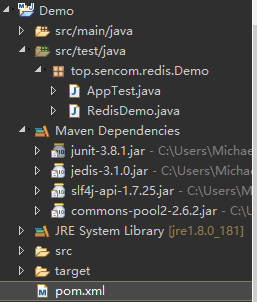 Demo
src/main/java
src/test/java
top.sencom.redis.Demo
AppTest.java
RedisDemo.java
Maven Dependencies
junit-3.8.1.jar - C:\Users\Michae
jedis-3.1.0.jar - C:\Users\Michae
slf4j-api-1.7.25.jar - C:\Users\M
commons-pool2-2.6.2.jar - C:\U
JRE System Library [jre1.8.0_181]
src
target
pom.xml